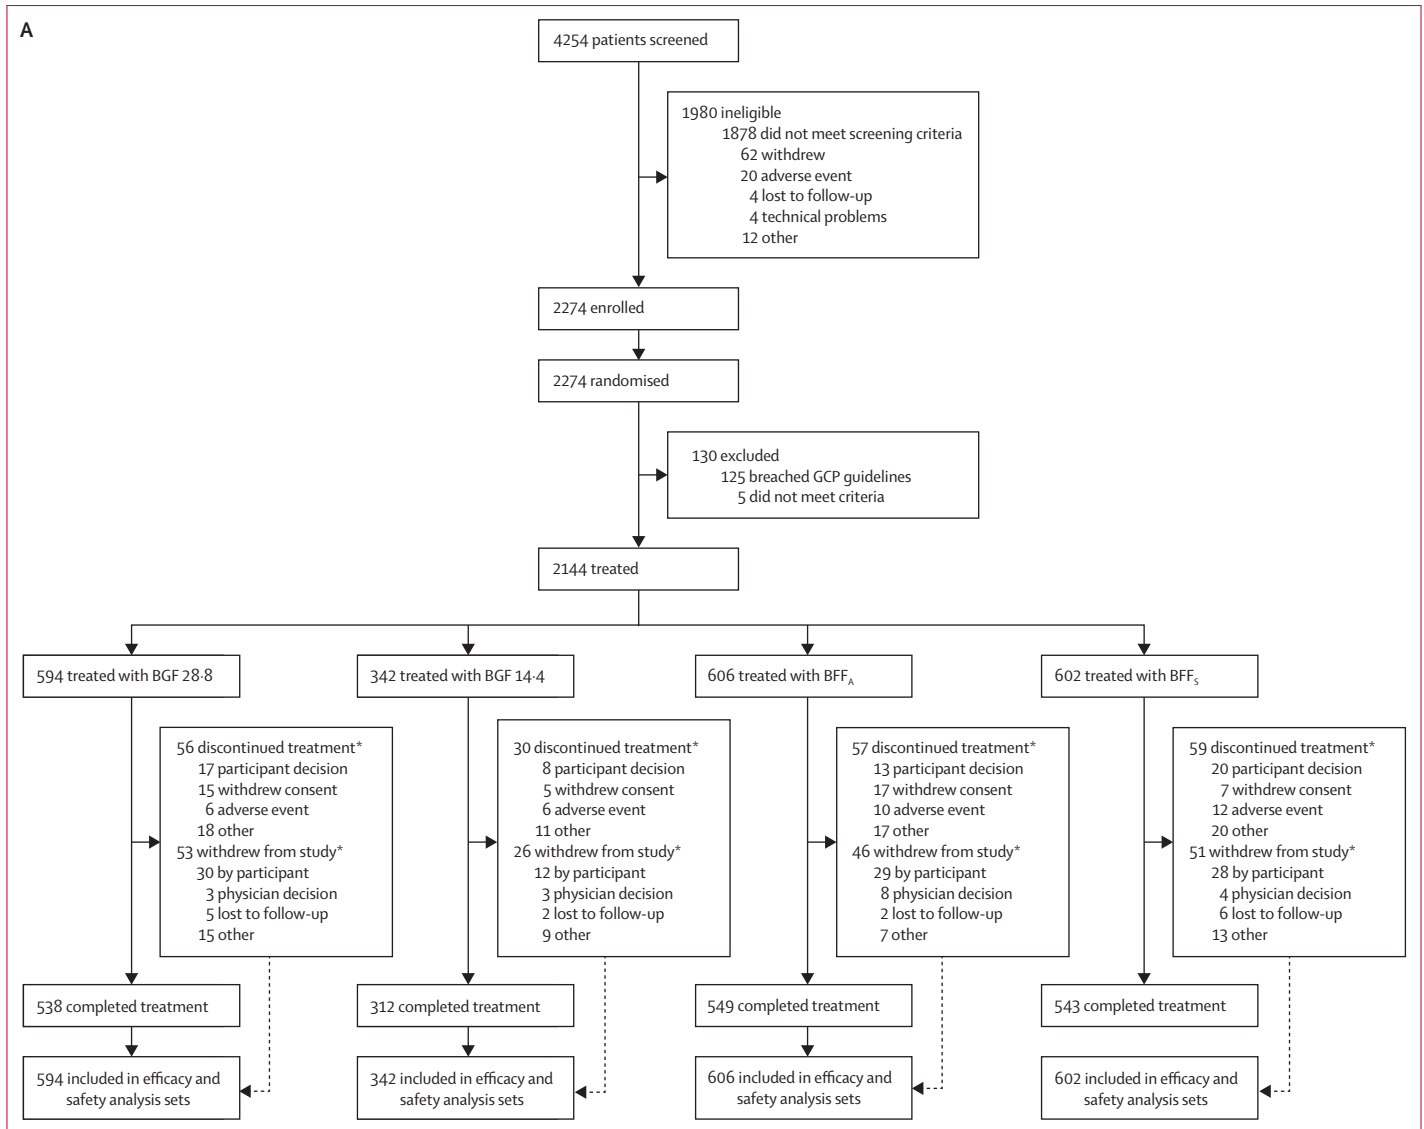 A
4254 patients screened
1980 ineligible
1878 did not meet screening criteria
62 withdrew
20 adverse event
4 lost to follow-up
4 technical problems
12 other
2274 enrolled
2274 randomised
130 excluded
125 breached GCP guidelines
5 did not meet criteria
2144 treated
594 treated with BGF 28·8
342 treated with BGF 14·4
606 treated with BFFA
602 treated with BFFS
56 discontinued treatment*
17 participant decision
15 withdrew consent
6 adverse event
18 other
53 withdrew from study*
30 by participant
3 physician decision
5 lost to follow-up
15 other
30 discontinued treatment*
8 participant decision
5 withdrew consent
6 adverse event
11 other
26 withdrew from study*
12 by participant
3 physician decision
2 lost to follow-up
9 other
57 discontinued treatment*
13 participant decision
17 withdrew consent
10 adverse event
17 other
46 withdrew from study*
29 by participant
8 physician decision
2 lost to follow-up
7 other
59 discontinued treatment*
20 participant decision
7 withdrew consent
12 adverse event
20 other
51 withdrew from study*
28 by participant
4 physician decision
6 lost to follow-up
13 other
538 completed treatment
312 completed treatment
549 completed treatment
543 completed treatment
594 included in efficacy and
safety analysis sets
342 included in efficacy and
safety analysis sets
606 included in efficacy and
safety analysis sets
602 included in efficacy and
safety analysis sets